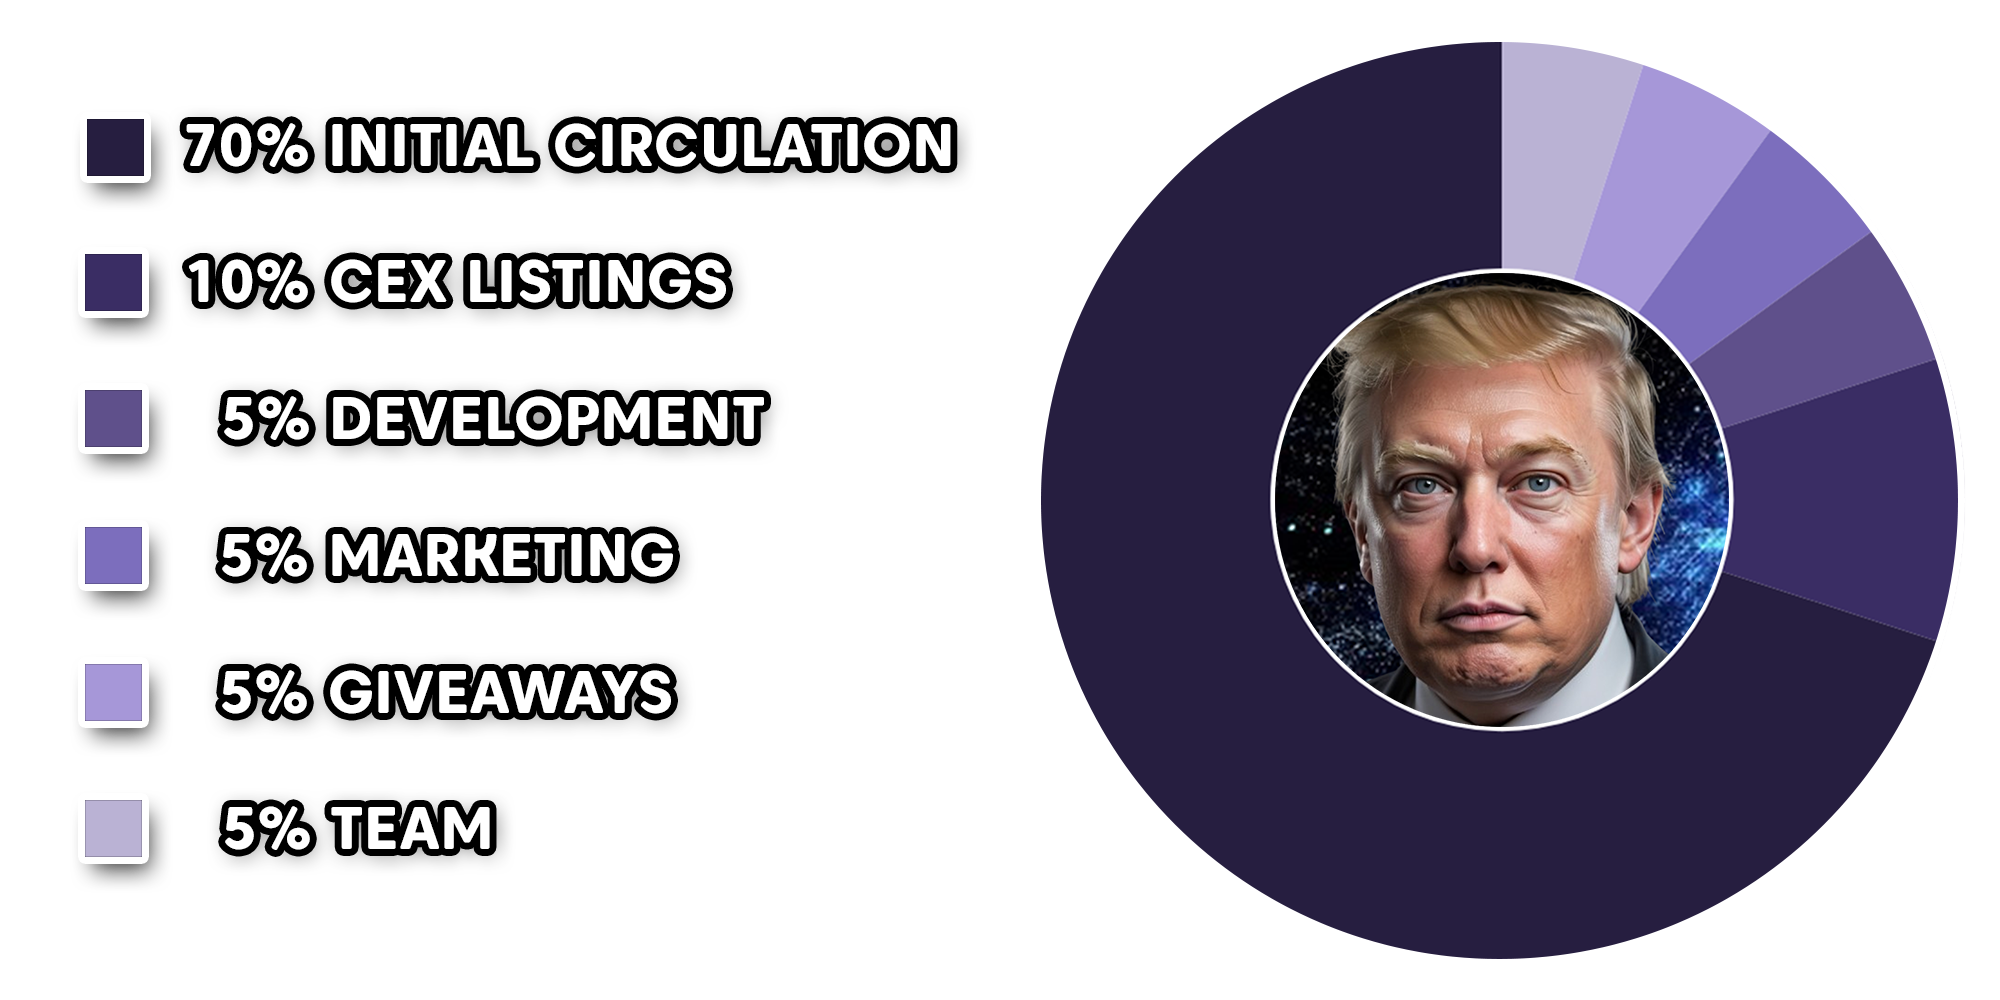 70% INITIAL CIRCULATION
10% CEX LISTINGS
5% DEVELOPMENT
5% MARKETING
5% GIVEAWAYS
5% TEAM